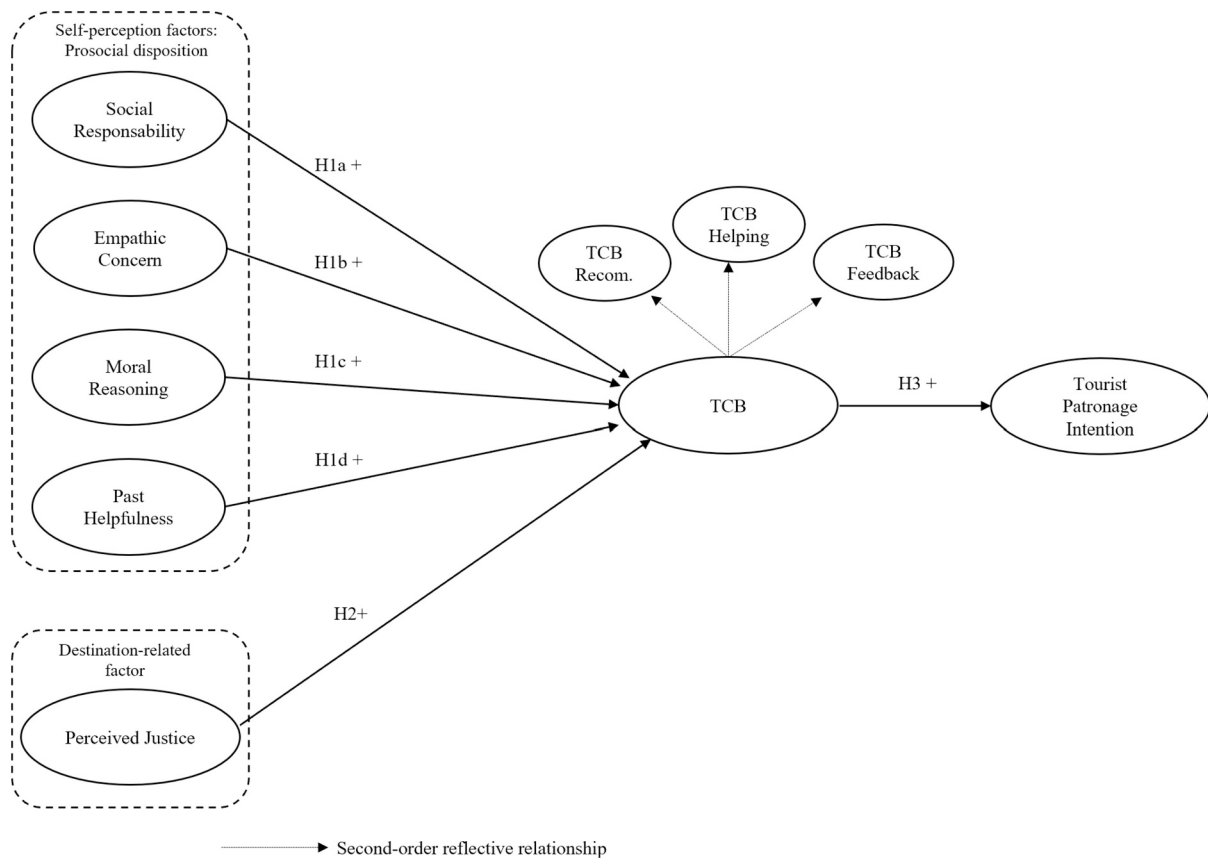 Self-perception factors:
Prosocial disposition
Social
Responsability
Empathic
Concern
Moral
Reasoning
Past
Helpfulness
H1a +
H1b +
H1c +
H1d +
H2+
Destination-related
factor
Perceived Justice
TCB
Recom.
TCB
Helping
TCB
Feedback
TCB
H3 +
Tourist
Patronage
Intention
Second-order reflective relationship